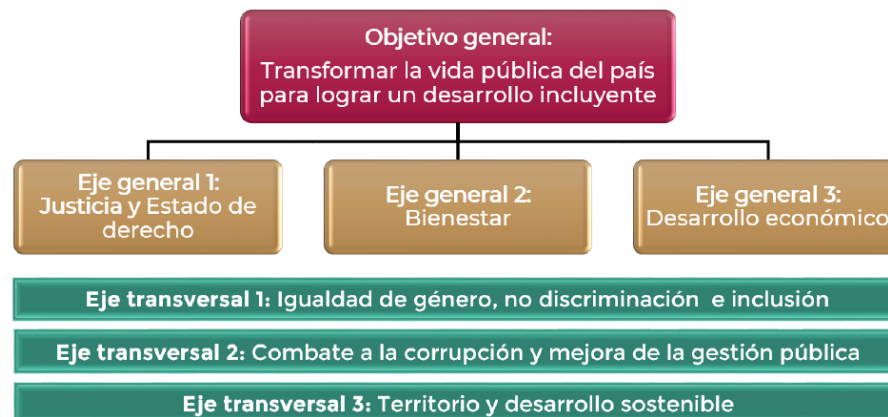 Objetivo general:
Transformar la vida pública del país
para lograr un desarrollo incluyente
Eje general 1:
Justicia y Estado de
derecho
Eje general 2:
Bienestar
Eje general 3:
Desarrollo económico
Eje transversal 1: Igualdad de género, no discriminación e inclusión
Eje transversal 2: Combate a la corrupción y mejora de la gestión pública
Eje transversal 3: Territorio y desarrollo sostenible